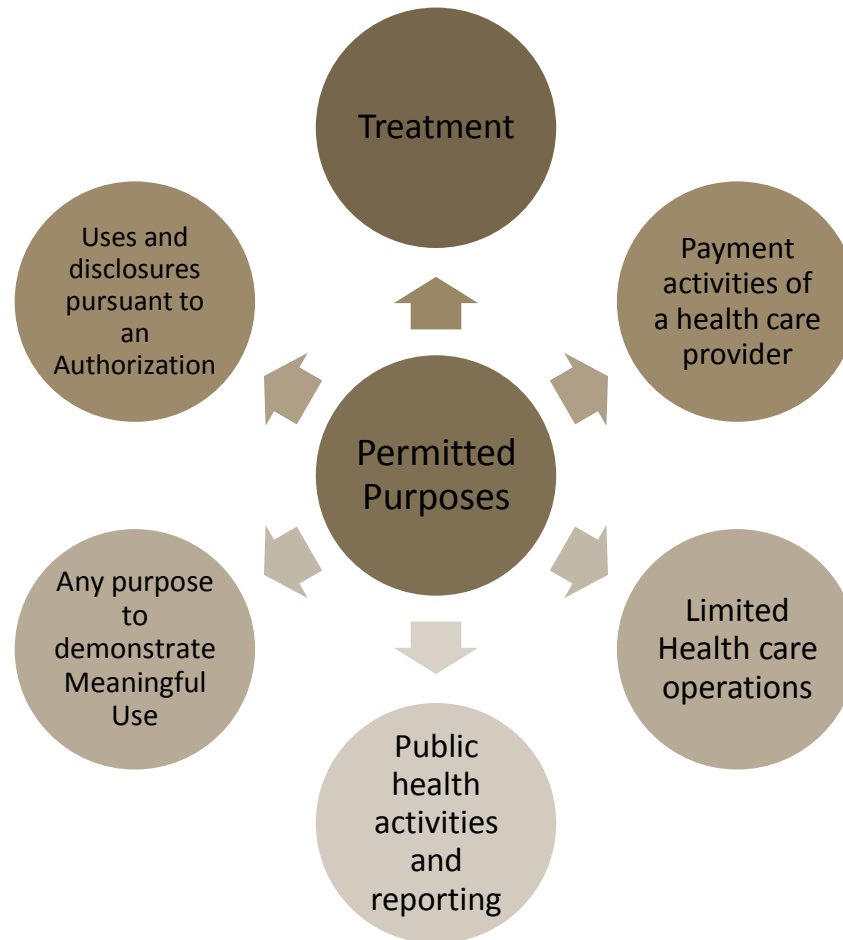 Treatment
Payment
activities of
a health care
provider
Limited
Health care
operations
Public
health
activities
and
reporting
Any purpose
to
demonstrate
Meaningful
Use
Uses and
disclosures
pursuant to
an
Authorization
Permitted
Purposes